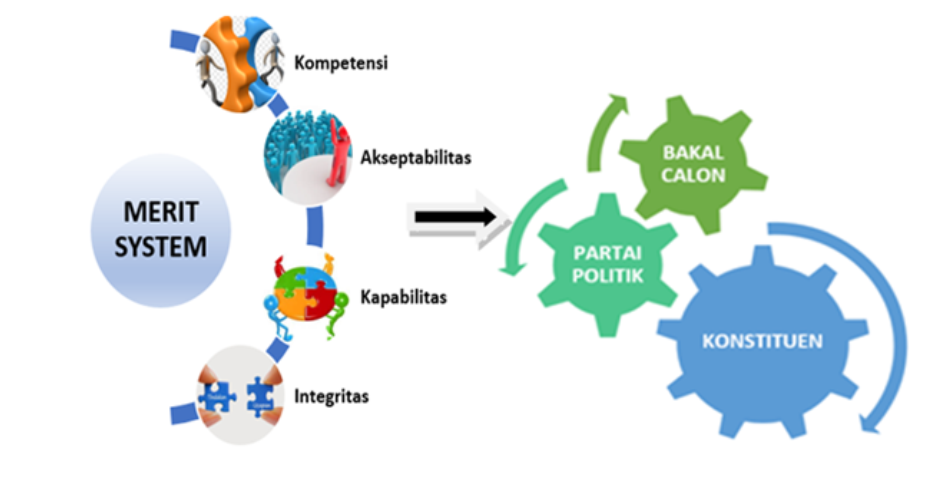 Kompetensi
Akseptabilitas
MERIT
SYSTEM
Kapabilitas
Integritas
BAKAL
CALON
PARTAI
POLITIK
KONSTITUEN